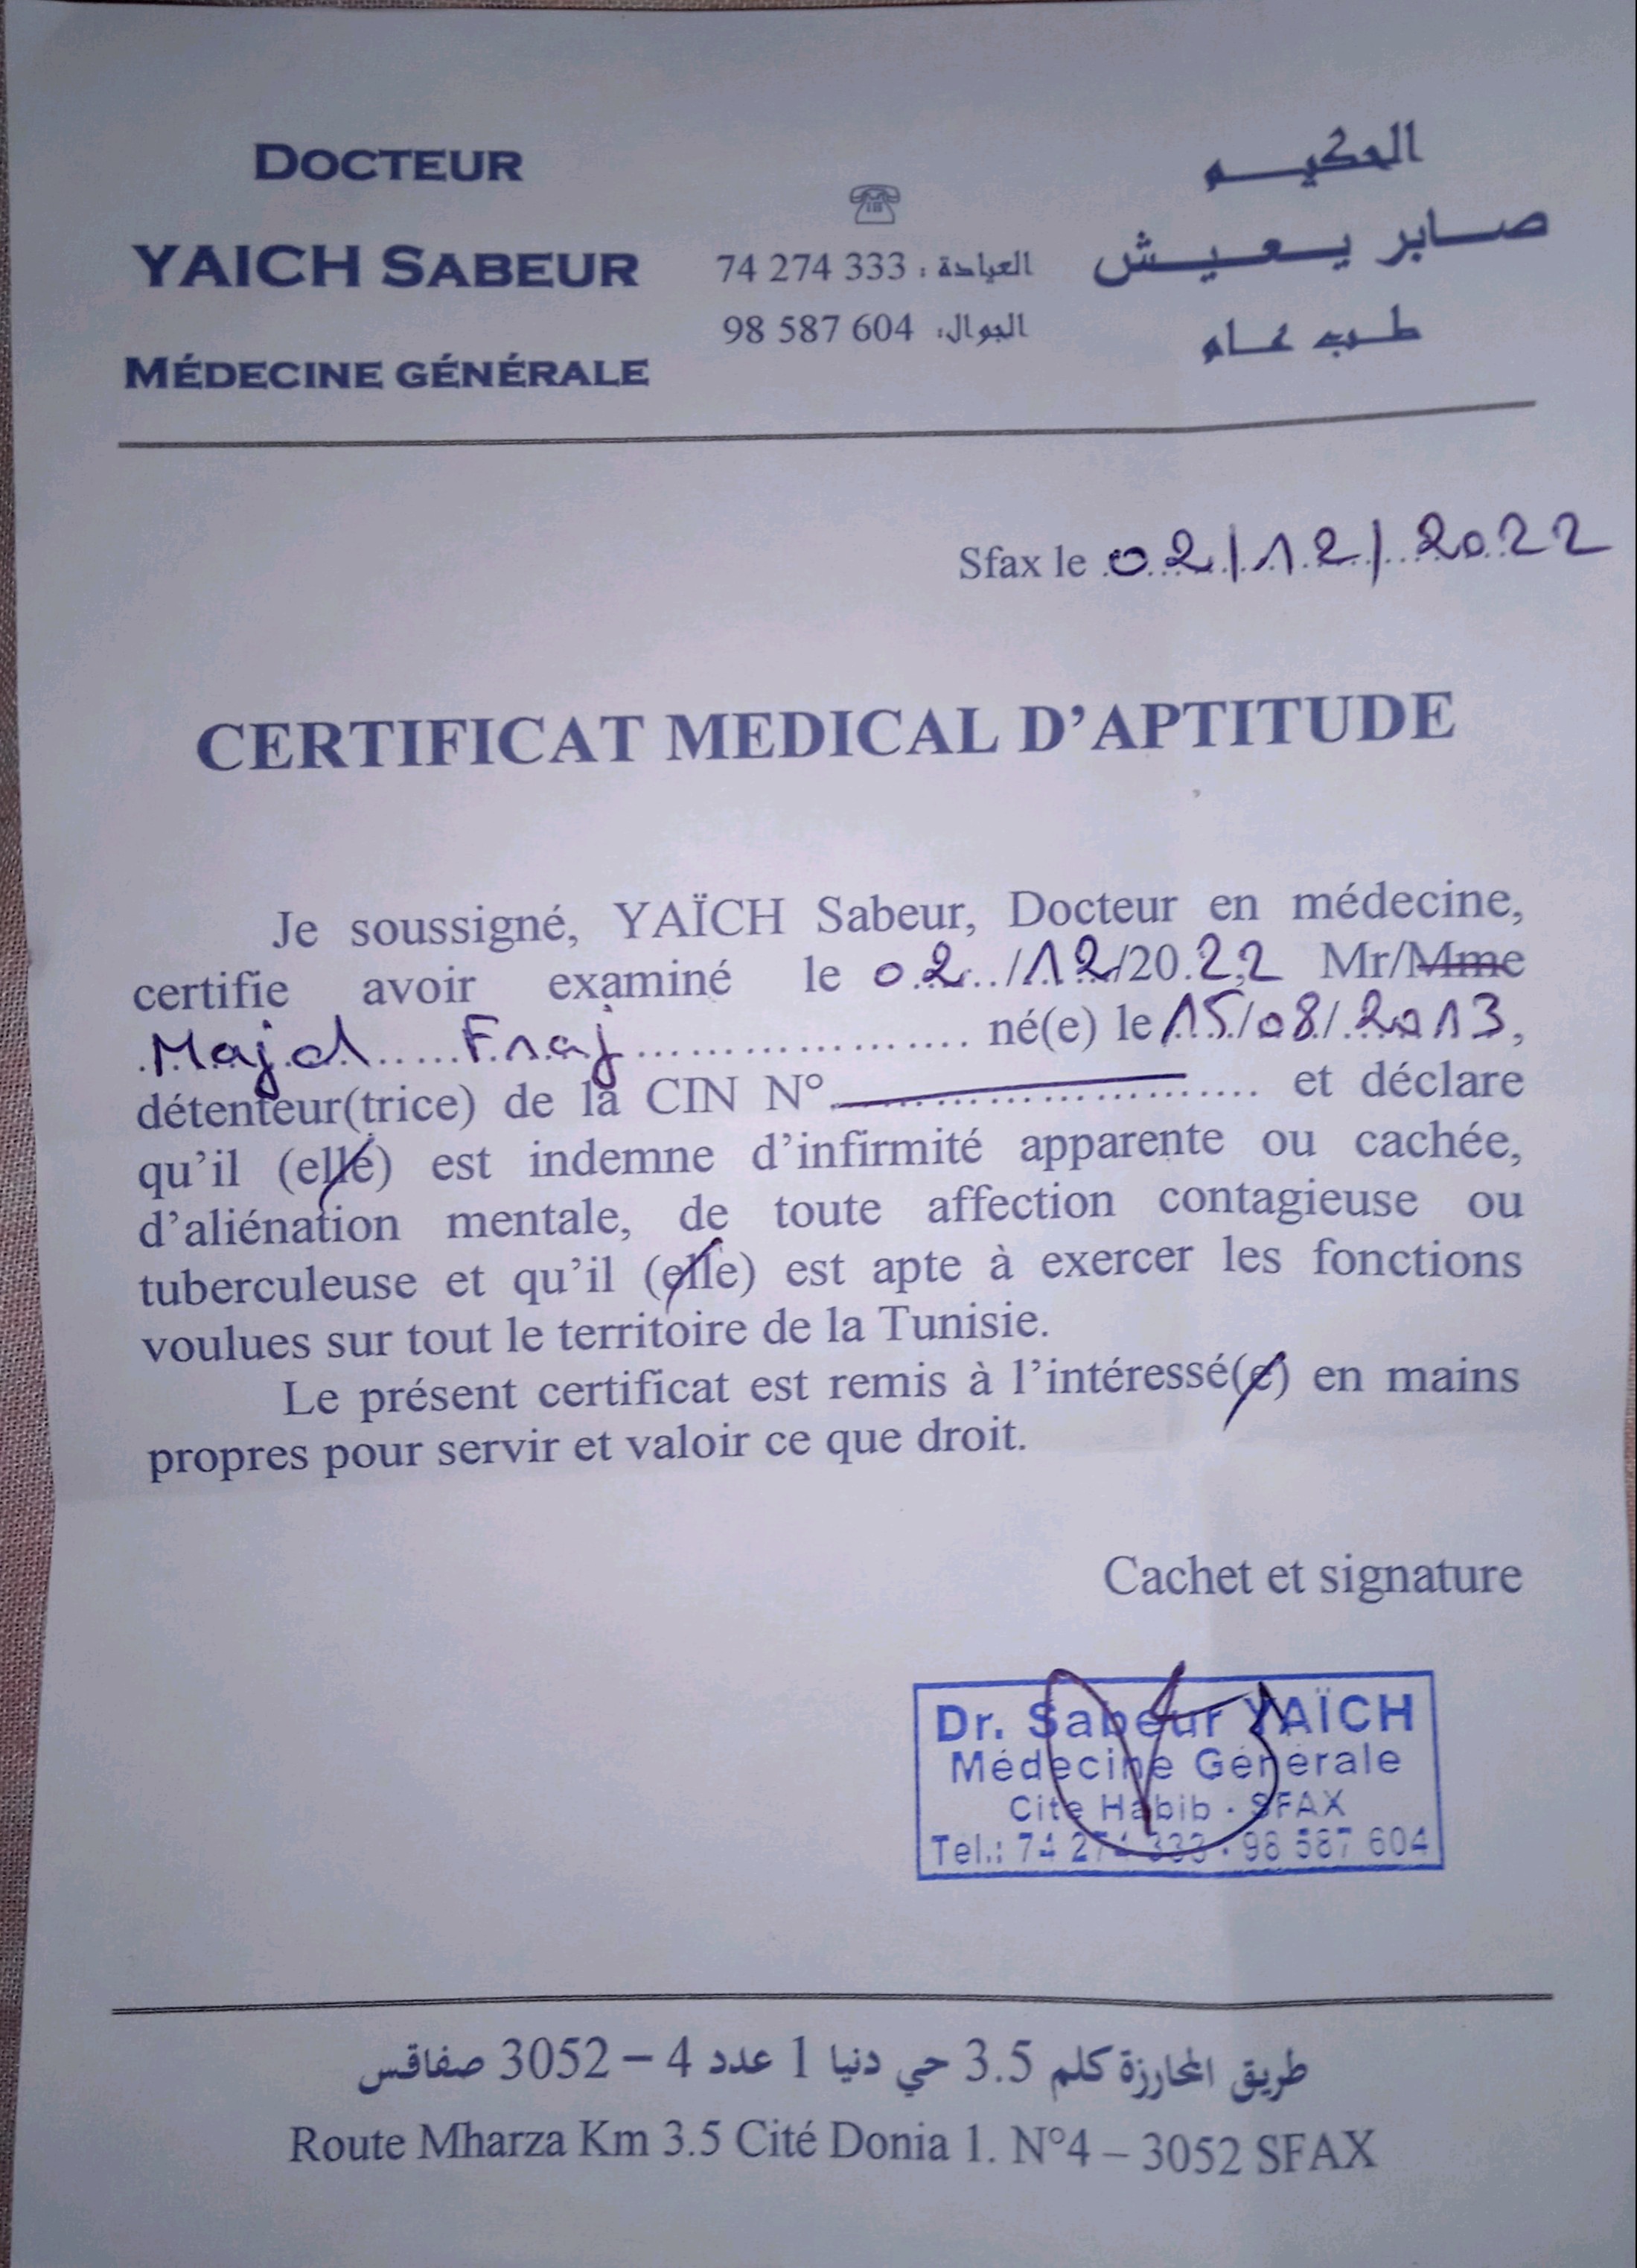 DOCTEUR
YAICH SABEUR
MÉDECINE GÉNÉRALE
العيادة : 333 274 74
الجوال: 604 587 98
الحكيم
صابر يعيش
طب عام
Sfax le 02/12/2022
CERTIFICAT MEDICAL D'APTITUDE
Je soussigné, YAÏCH Sabeur, Docteur en médecine,
certifie avoir examiné le 02../12/20.22 Mr/Mme
Majd Fraj né(e) le 15/08/2013,
détenteur(trice) de la CIN N° et déclare
qu'il (elle) est indemne d'infirmité apparente ou cachée,
d'aliénation mentale, de toute affection contagieuse ou
tuberculeuse et qu'il (elle) est apte à exercer les fonctions
voulues sur tout le territoire de la Tunisie.
Le présent certificat est remis à l'intéressé(e) en mains
propres pour servir et valoir ce que droit.
Cachet et signature
Dr. Sabeur YAÏCH
Médecine Générale
Cité Habib - SFAX
Tel.: 74 274 333 - 98 587 604
طريق المحارزة كلم 3.5 حي دنيا 1 عدد 4 – 3052 صفاقس
Route Mharza Km 3.5 Cité Donia 1. N°4 – 3052 SFAX